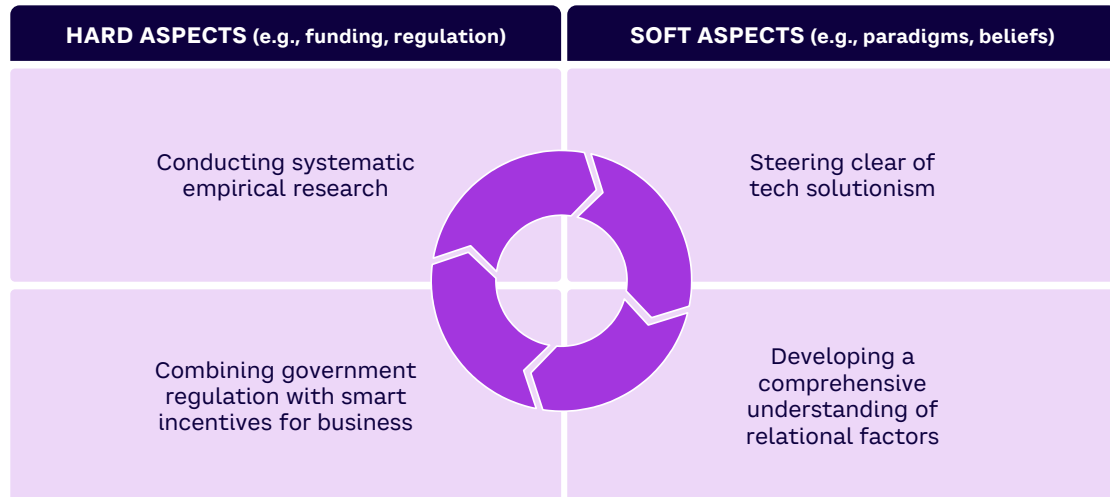 HARD ASPECTS (e.g., funding, regulation)
SOFT ASPECTS (e.g., paradigms, beliefs)
Conducting systematic
empirical research
Steering clear of
tech solutionism
Combining government
regulation with smart
incentives for business
Developing a
comprehensive
understanding of
relational factors